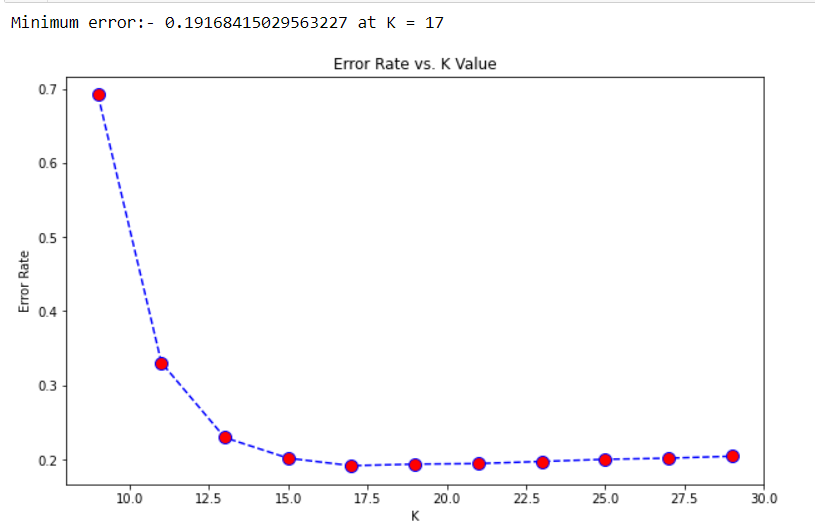 Minimum error:- 0.19168415029563227 at K = 17
Error Rate vs. K Value
0.7
0.6
0.5
0.4
0.3
0.2
Error Rate
10.0 12.5 15.0 17.5 20.0 22.5 25.0 27.5 30.0
K